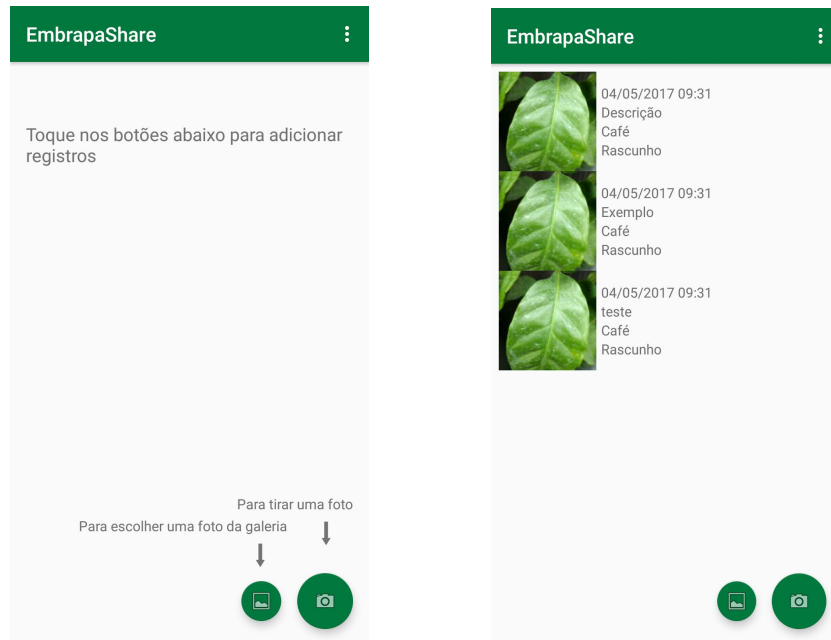 EmbrapaShare
Toque nos botões abaixo para adicionar
registros
Para tirar uma foto
Para escolher uma foto da galeria
EmbrapaShare
04/05/2017 09:31
Descrição
Café
Rascunho
04/05/2017 09:31
Exemplo
Café
Rascunho
04/05/2017 09:31
teste
Café
Rascunho